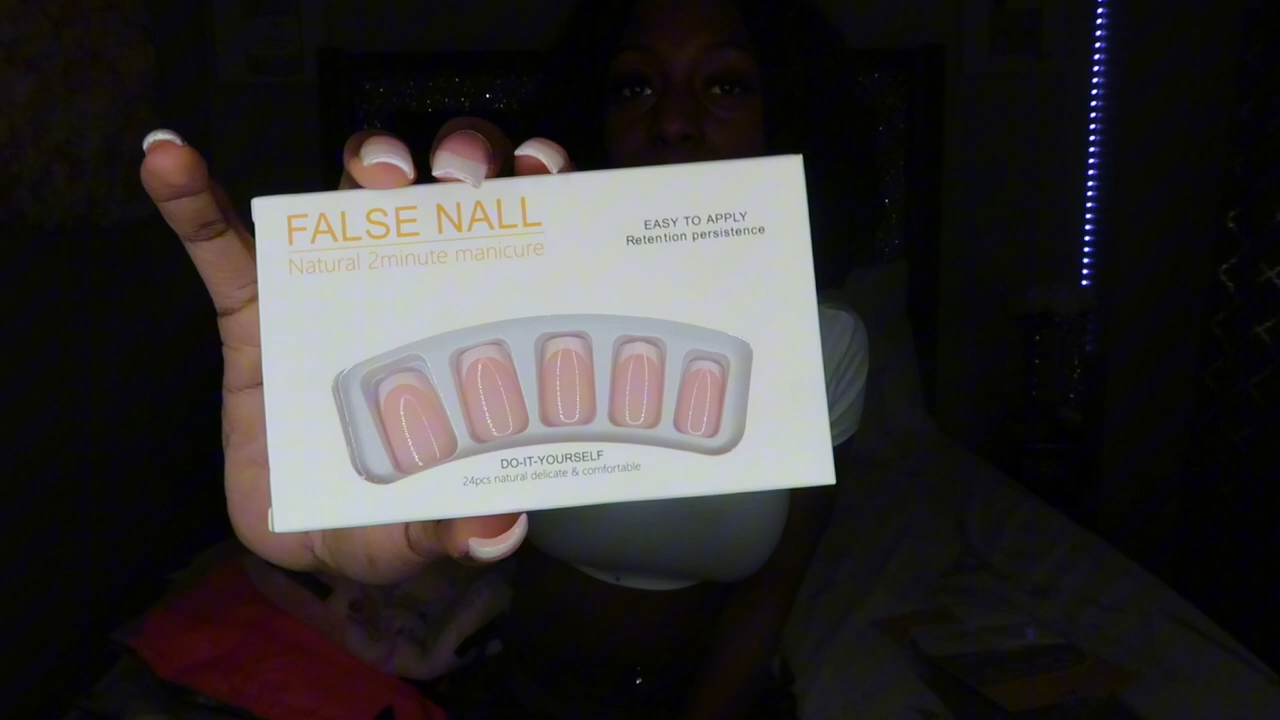 FALSE NALL
Natural 2minute manicure
EASY TO APPLY
Retention persistence
DO-IT-YOURSELF
24pcs natural delicate & comfortable